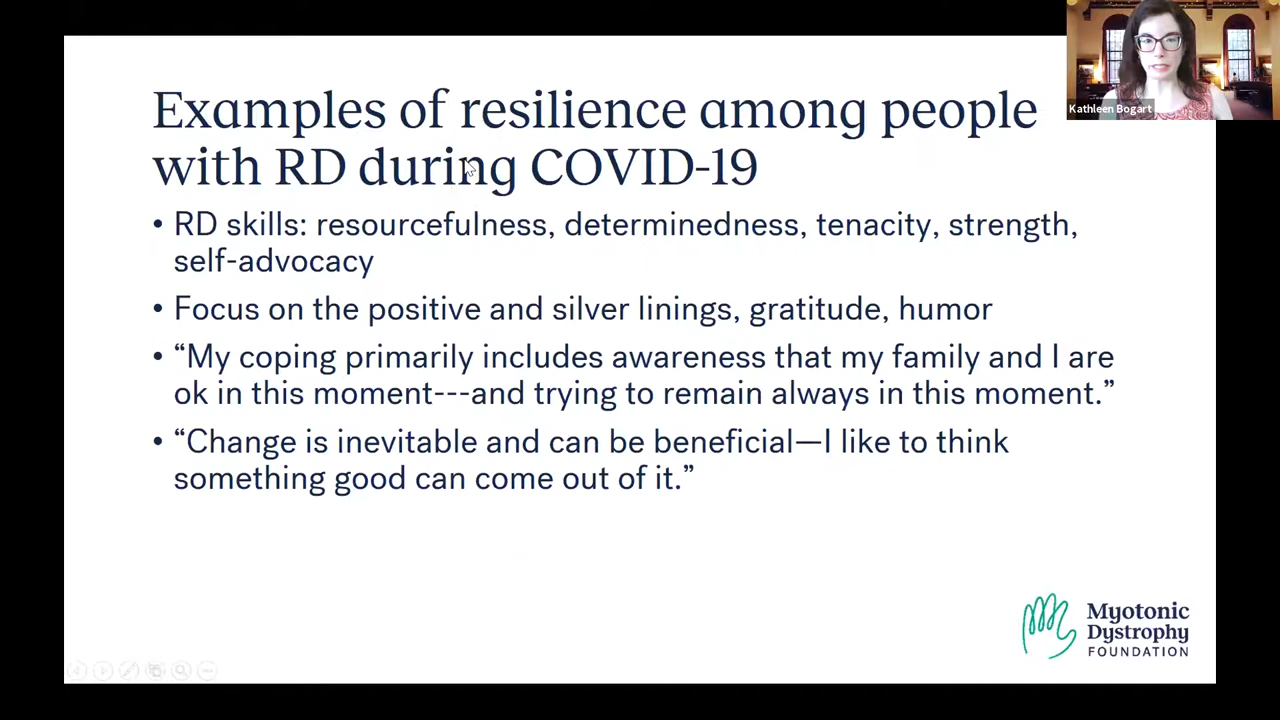 Kathleen Bogart
Examples of resilience among people
with RD during COVID-19
• RD skills: resourcefulness, determinedness, tenacity, strength,
self-advocacy
• Focus on the positive and silver linings, gratitude, humor
• “My coping primarily includes awareness that my family and I are
ok in this moment---and trying to remain always in this moment.”
• “Change is inevitable and can be beneficial—I like to think
something good can come out of it.”
Myotonic
Dystrophy
FOUNDATION